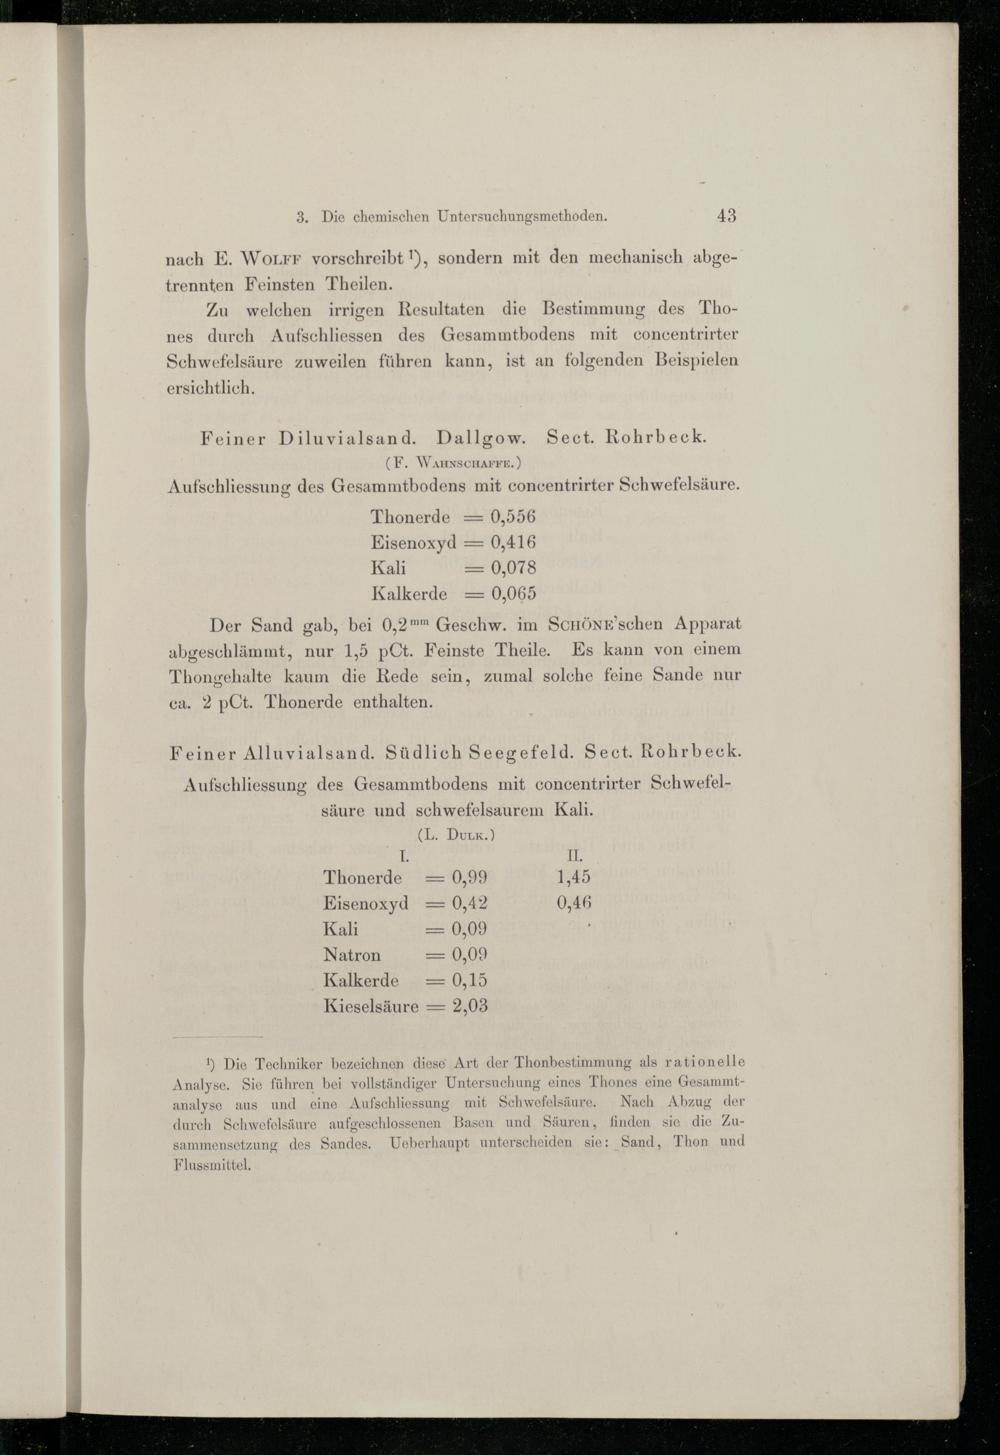 3. Die chemischen Untersuchungsmethoden. 43
nach E. WOLFF vorschreibt ¹), sondern mit den mechanisch abge-
trennten Feinsten Theilen.
Zu welchen irrigen Resultaten die Bestimmung des Tho-
nes durch Aufschliessen des Gesammtbodens mit concentrirter
Schwefelsäure zuweilen führen kann, ist an folgenden Beispielen
ersichtlich.
Feiner Diluvialsand. Dallgow. Sect. Rohrbeck.
(F. WAHNSCHAFFE.)
Aufschliessung des Gesammtbodens mit concentrirter Schwefelsäure.
Thonerde = 0,556
Eisenoxyd = 0,416
Kali = 0,078
Kalkerde = 0,065
Der Sand gab, bei 0,2ᵐᵐ Geschw. im SCHÖNE'schen Apparat
abgeschlämmt, nur 1,5 pCt. Feinste Theile. Es kann von einem
Thongehalte kaum die Rede sein, zumal solche feine Sande nur
ca. 2 pCt. Thonerde enthalten.
Feiner Alluvialsand. Südlich Seegefeld. Sect. Rohrbeck.
Aufschliessung des Gesammtbodens mit concentrirter Schwefel-
säure und schwefelsaurem Kali.
(L. DULK.)
I. II.
Thonerde = 0,99 1,45
Eisenoxyd = 0,42 0,46
Kali = 0,09
Natron = 0,09
Kalkerde = 0,15
Kieselsäure = 2,03
¹) Die Techniker bezeichnen diese Art der Thonbestimmung als rationelle
Analyse. Sie führen bei vollständiger Untersuchung eines Thones eine Gesammt-
analyse aus und eine Aufschliessung mit Schwefelsäure. Nach Abzug der
durch Schwefelsäure aufgeschlossenen Basen und Säuren, finden sie die Zu-
sammensetzung des Sandes. Ueberhaupt unterscheiden sie: Sand, Thon und
Flussmittel.